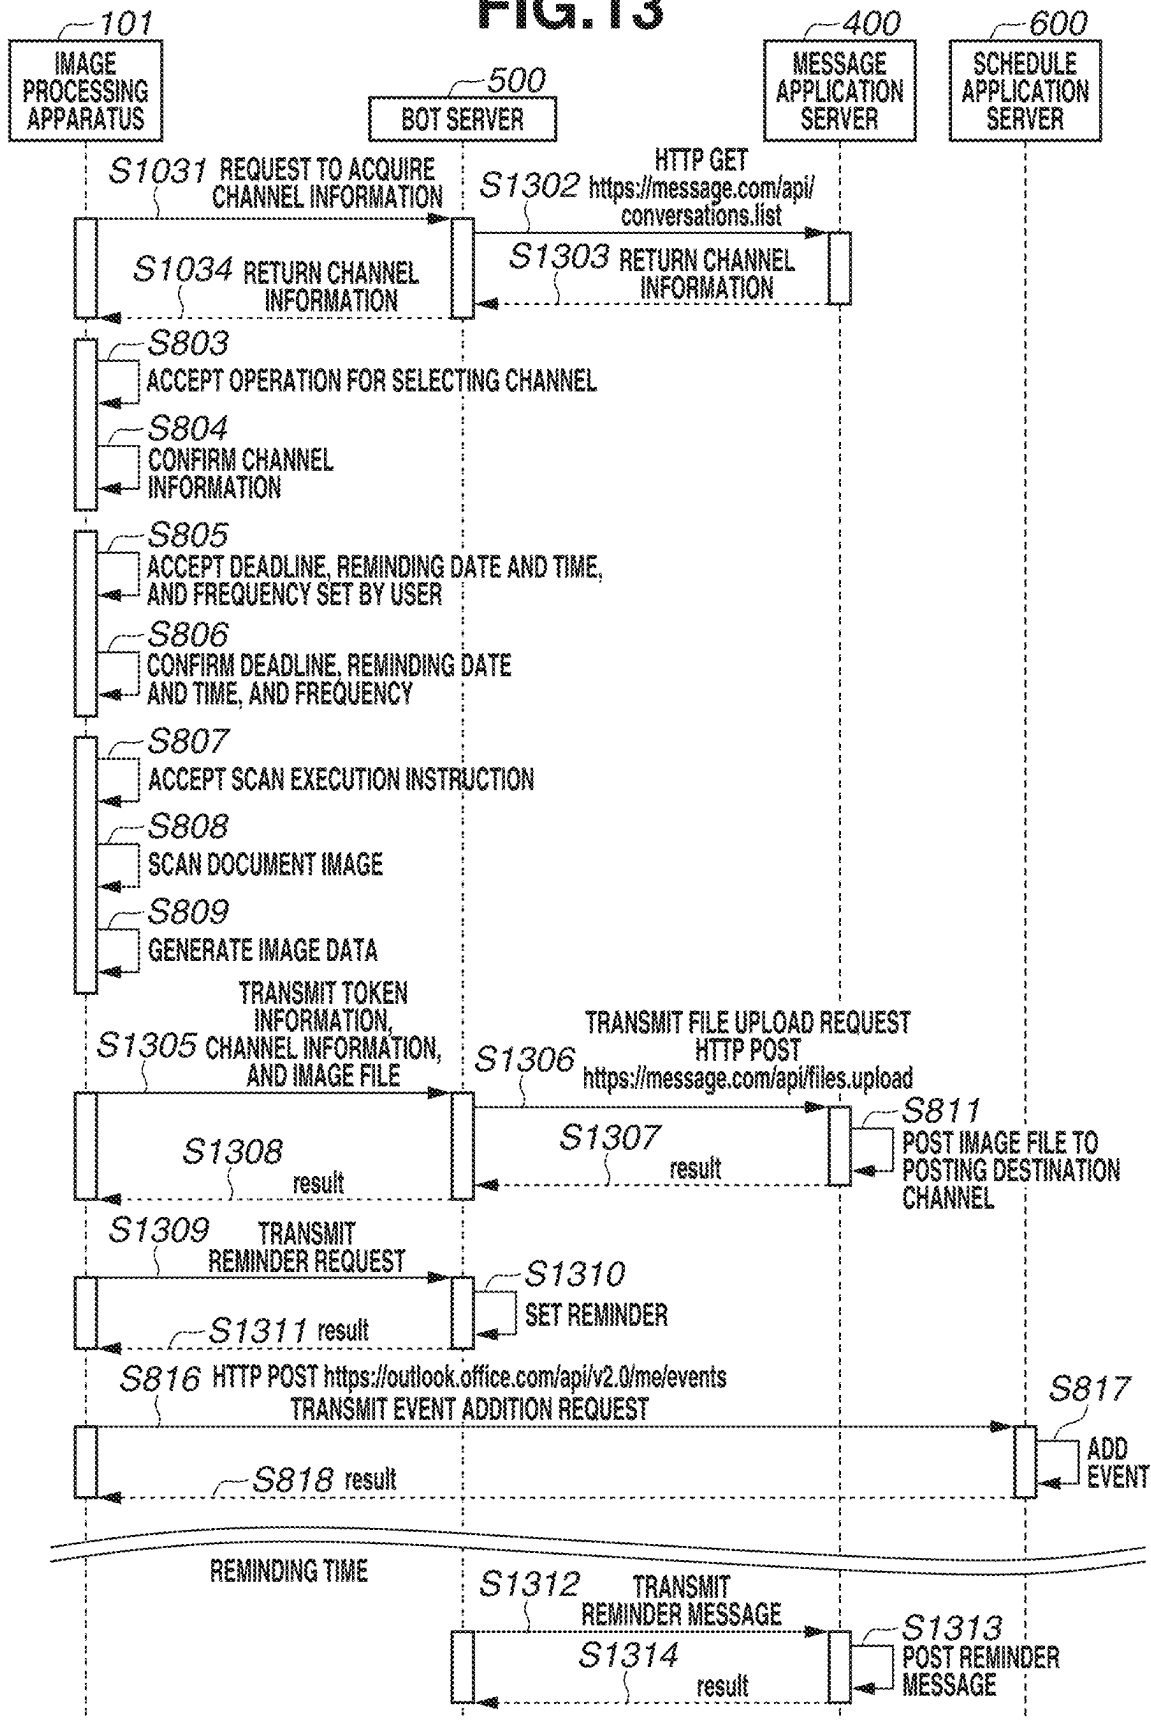 FIG.13
101
IMAGE
PROCESSING
APPARATUS
500
BOT SERVER
400
MESSAGE
APPLICATION
SERVER
600
SCHEDULE
APPLICATION
SERVER
S1031 REQUEST TO ACQUIRE
CHANNEL INFORMATION
S1302 HTTP GET
https://message.com/api/
conversations.list
S1303 RETURN CHANNEL
INFORMATION
S1034 RETURN CHANNEL
INFORMATION
S803
ACCEPT OPERATION FOR SELECTING CHANNEL
S804
CONFIRM CHANNEL
INFORMATION
S805
ACCEPT DEADLINE, REMINDING DATE AND TIME,
AND FREQUENCY SET BY USER
S806
CONFIRM DEADLINE, REMINDING DATE
AND TIME, AND FREQUENCY
S807
ACCEPT SCAN EXECUTION INSTRUCTION
S808
SCAN DOCUMENT IMAGE
S809
GENERATE IMAGE DATA
TRANSMIT TOKEN
INFORMATION,
S1305 CHANNEL INFORMATION,
AND IMAGE FILE
TRANSMIT FILE UPLOAD REQUEST
S1306 HTTP POST
https://message.com/api/files.upload
S811
POST IMAGE FILE TO
POSTING DESTINATION
CHANNEL
S1307
result
S1308
result
S1309 TRANSMIT
REMINDER REQUEST
S1310
SET REMINDER
S1311 result
S816 HTTP POST https://outlook.office.com/api/v2.0/me/events
TRANSMIT EVENT ADDITION REQUEST
S817
ADD
EVENT
S818 result
REMINDING TIME
S1312 TRANSMIT
REMINDER MESSAGE
S1313
POST REMINDER
MESSAGE
S1314
result